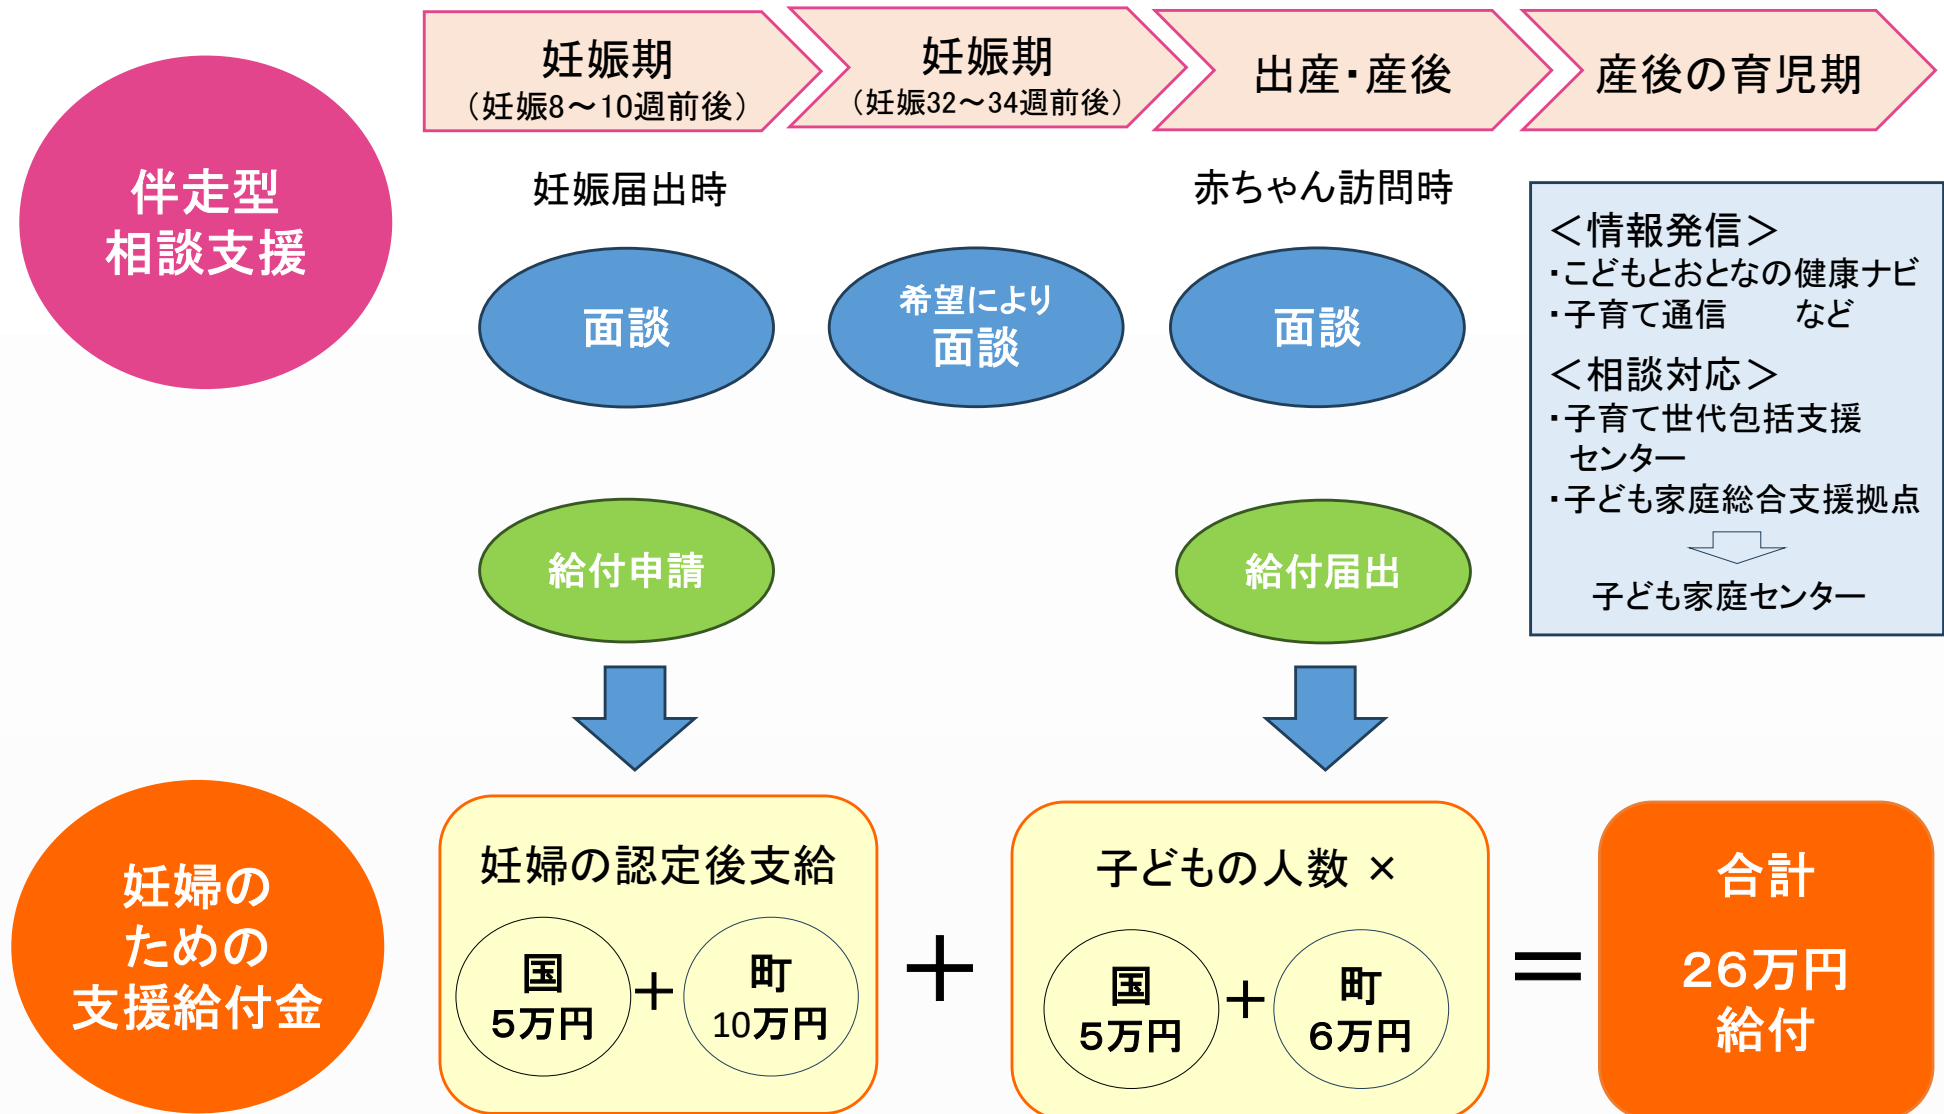 妊娠期
（妊娠8～10週前後）
妊娠期
（妊娠32～34週前後）
出産・産後
産後の育児期
伴走型
相談支援
妊娠届出時
赤ちゃん訪問時
面談
希望により
面談
面談
＜情報発信＞
・こどもとおとなの健康ナビ
・子育て通信　　など
＜相談対応＞
・子育て世代包括支援
センター
・子ども家庭総合支援拠点
子ども家庭センター
給付申請
給付届出
妊婦の
ための
支援給付金
妊婦の認定後支給
国
5万円
＋
町
10万円
＋
子どもの人数 ×
国
5万円
＋
町
6万円
＝
合計
26万円
給付